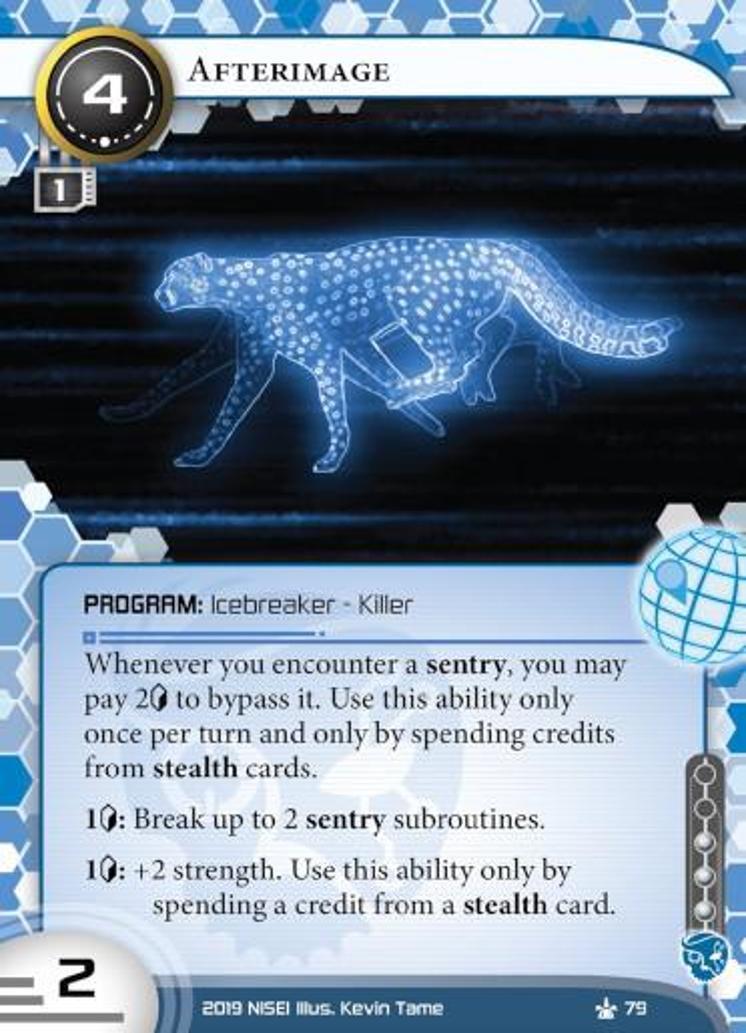 4
AFTERIMAGE
1
PROGRAM: Icebreaker - Killer
Whenever you encounter a sentry, you may
pay 2 to bypass it. Use this ability only
once per turn and only by spending credits
from stealth cards.
1: Break up to 2 sentry subroutines.
1: +2 strength. Use this ability only by
spending a credit from a stealth card.
2
2019 NISEI Illus. Kevin Tame
79